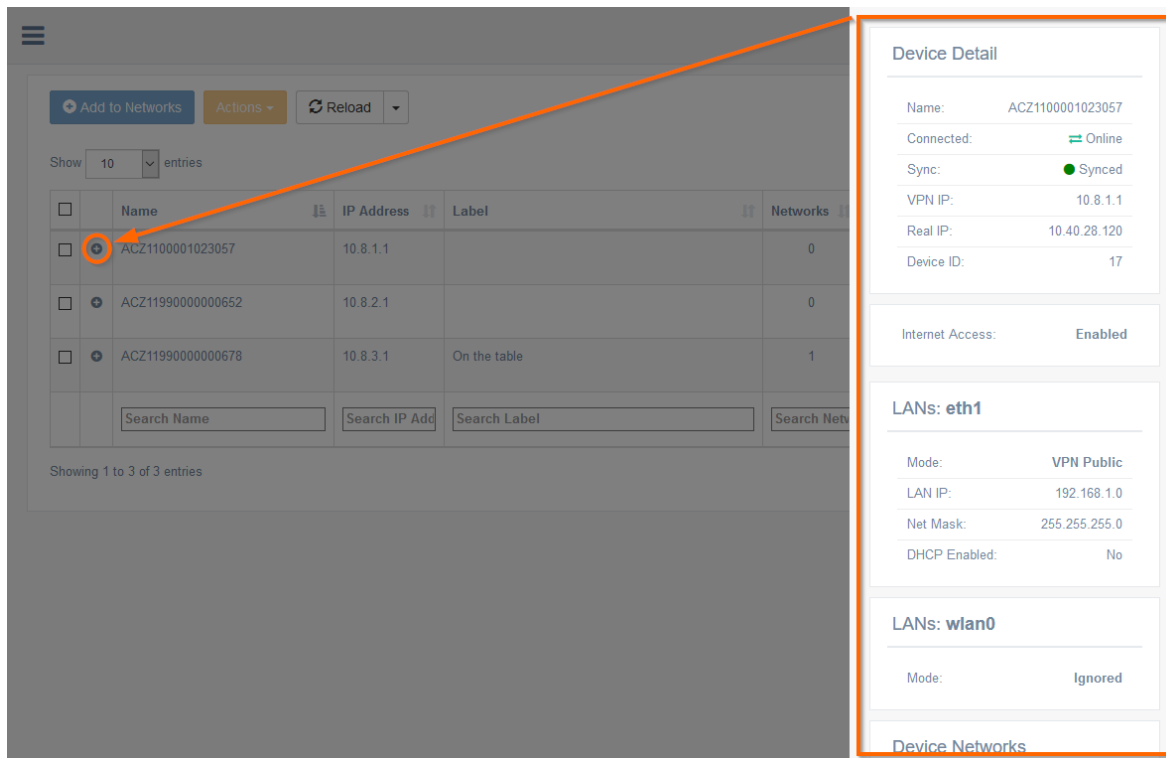 Add to Networks Actions Reload
Show 10 entries
Name IP Address Label Networks
ACZ1100001023057 10.8.1.1 0
ACZ11990000000652 10.8.2.1 0
ACZ11990000000678 10.8.3.1 On the table 1
Search Name Search IP Add Search Label Search Netw
Showing 1 to 3 of 3 entries
Device Detail
Name: ACZ1100001023057
Connected: Online
Sync: Synced
VPN IP: 10.8.1.1
Real IP: 10.40.28.120
Device ID: 17
Internet Access: Enabled
LANs: eth1
Mode: VPN Public
LAN IP: 192.168.1.0
Net Mask: 255.255.255.0
DHCP Enabled: No
LANs: wlan0
Mode: Ignored
Device Networks